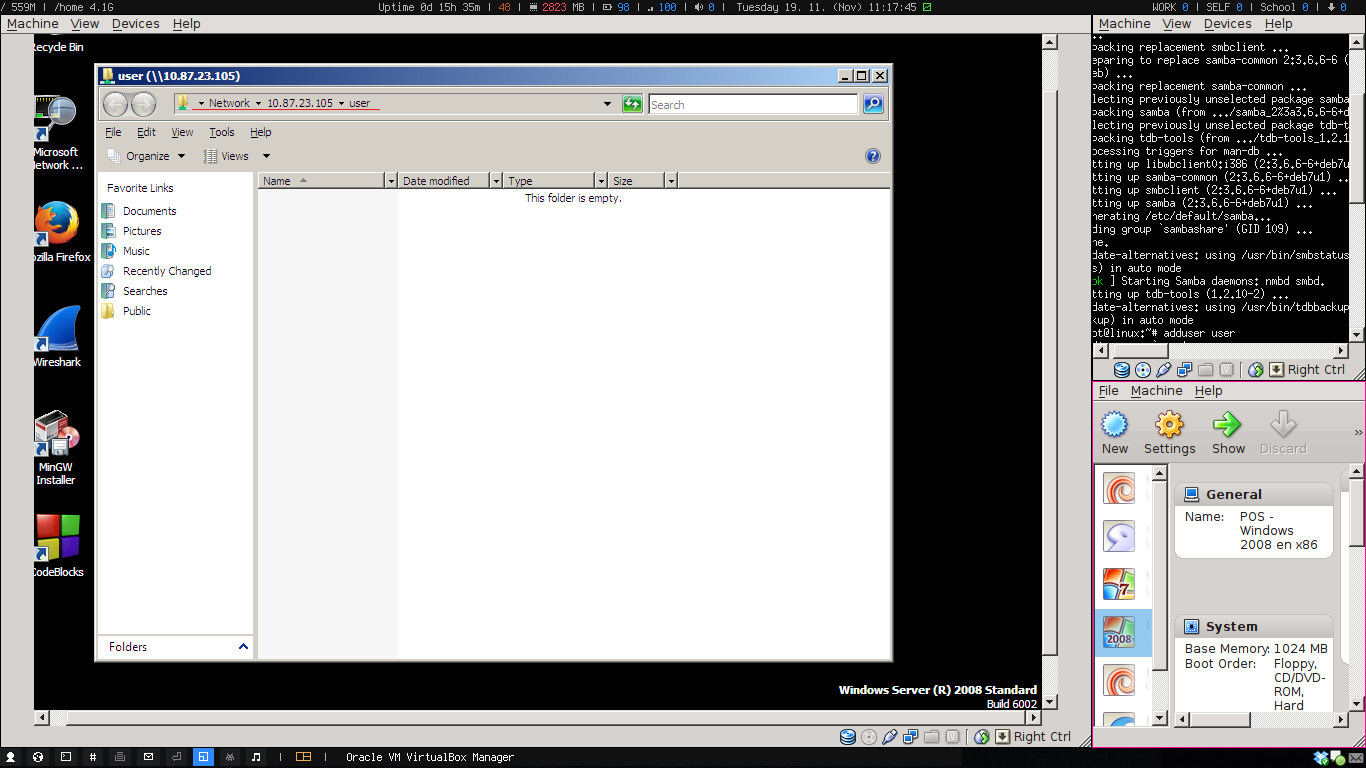 / 559M | /home 4.1G
Uptime 0d 15h 35m | 48 | 2823 MB | 98 | 100 | 0 | Tuesday 19. 11. (Nov) 11:17:45
WORK 0 | SELF 0 | School 0 | 0
Machine View Devices Help
Recycle Bin
Microsoft
Network ...
ozilla Firefox
Wireshark
MinGW
Installer
CodeBlocks
user (\\10.87.23.105)
Network 10.87.23.105 user
Search
File Edit View Tools Help
Organize Views
Favorite Links
Documents
Pictures
Music
Recently Changed
Searches
Public
Folders
Name Date modified Type Size
This folder is empty.
Windows Server (R) 2008 Standard
Build 6002
Right Ctrl
Machine View Devices Help
packing replacement smbclient ...
eparing to replace samba-common 2:3.6.6-6 (
eb) ...
packing replacement samba-common ...
lecting previously unselected package samba
packing samba (from .../samba_2%3a3.6.6-6+d
lecting previously unselected package tdb-t
packing tdb-tools (from .../tdb-tools_1.2.1
ocessing triggers for man-db ...
tting up libwbclient0:i386 (2:3.6.6-6+deb7u
tting up samba-common (2:3.6.6-6+deb7u1) ...
tting up smbclient (2:3.6.6-6+deb7u1) ...
tting up samba (2:3.6.6-6+deb7u1) ...
nerating /etc/default/samba...
ding group `sambashare' (GID 109) ...
ne.
date-alternatives: using /usr/bin/smbstatus
s) in auto mode
ok ] Starting Samba daemons: nmbd smbd.
tting up tdb-tools (1.2.10-2) ...
date-alternatives: using /usr/bin/tdbbackup
kup) in auto mode
ot@linux:~# adduser user
Right Ctrl
File Machine Help
New Settings Show Discard
7
2008
General
Name: POS -
Windows
2008 en x86
System
Base Memory: 1024 MB
Boot Order: Floppy,
CD/DVD-
ROM,
Hard
# | | Oracle VM VirtualBox Manager